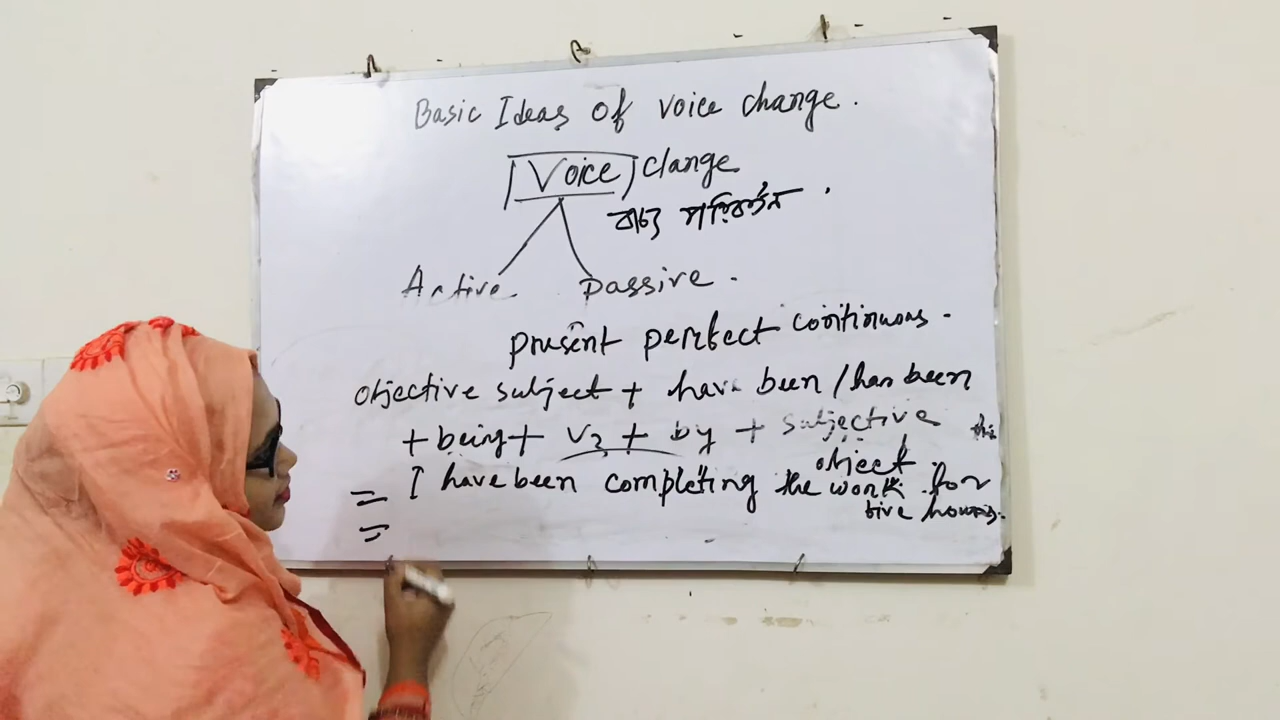 Basic Ideas of voice change.
Voice change
বাচ্য পরিবর্তন
Active. Passive.
present perfect continuous.
objective subject + have been / has been
+ being + V3 + by + subjective
object
= I have been completing the work for
five hours.
=